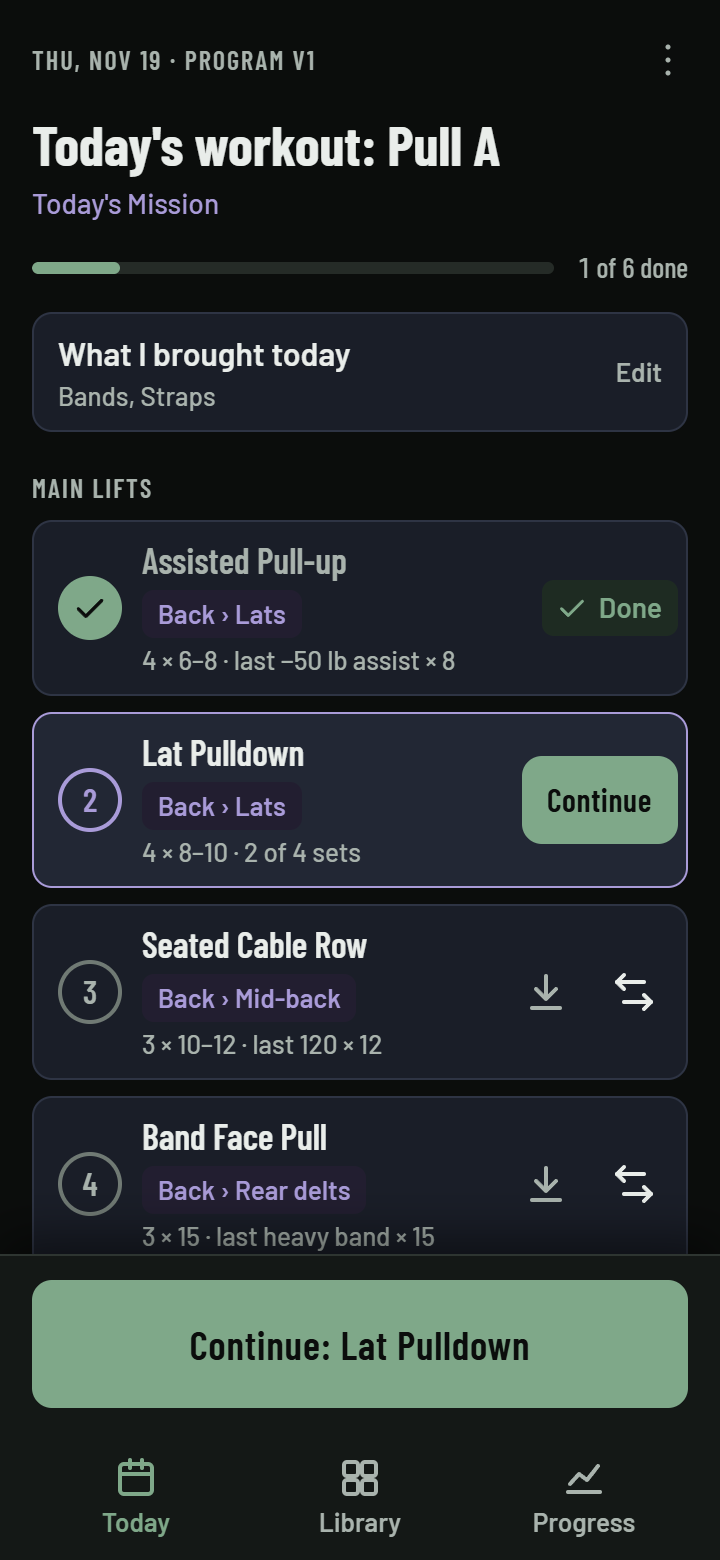 THU, NOV 19 · PROGRAM V1
Today's workout: Pull A
Today's Mission
1 of 6 done
What I brought today
Bands, Straps
Edit
MAIN LIFTS
Assisted Pull-up
Back › Lats
4 × 6–8 · last −50 lb assist × 8
Done
2
Lat Pulldown
Back › Lats
4 × 8–10 · 2 of 4 sets
Continue
3
Seated Cable Row
Back › Mid-back
3 × 10–12 · last 120 × 12
4
Band Face Pull
Back › Rear delts
3 × 15 · last heavy band × 15
Continue: Lat Pulldown
Today
Library
Progress